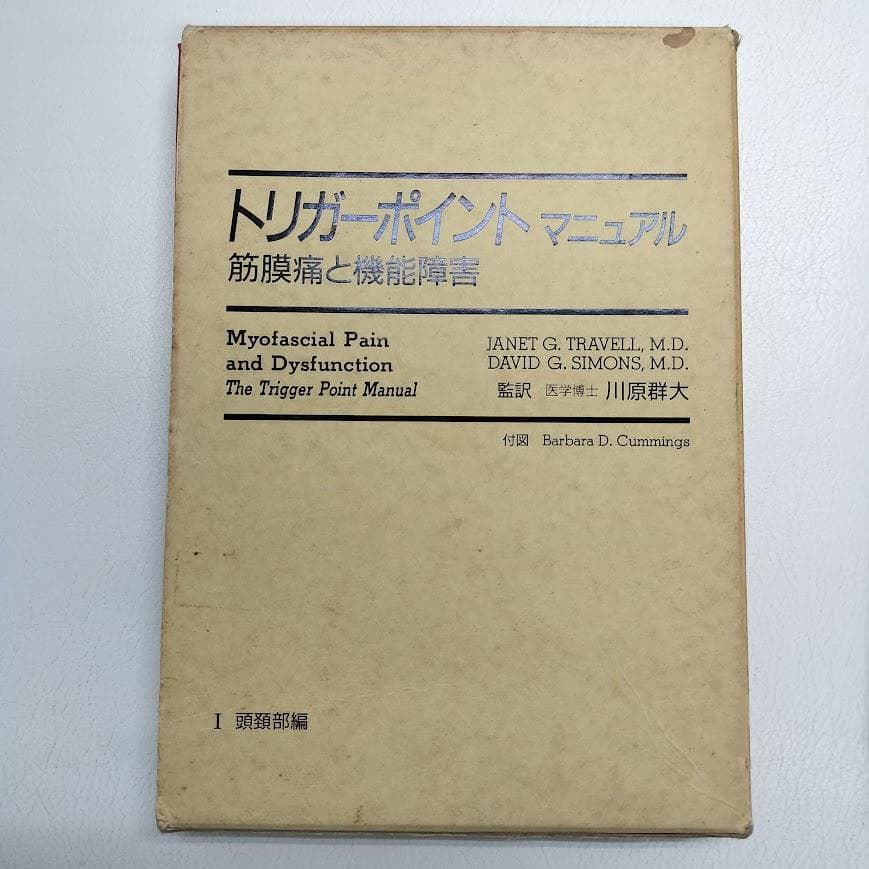 トリガーポイント マニュアル
筋膜痛と機能障害
Myofascial Pain
and Dysfunction
The Trigger Point Manual
JANET G. TRAVELL, M.D.
DAVID G. SIMONS, M.D.
監訳 医学博士 川原群大
付図 Barbara D. Cummings
I 頭頚部編